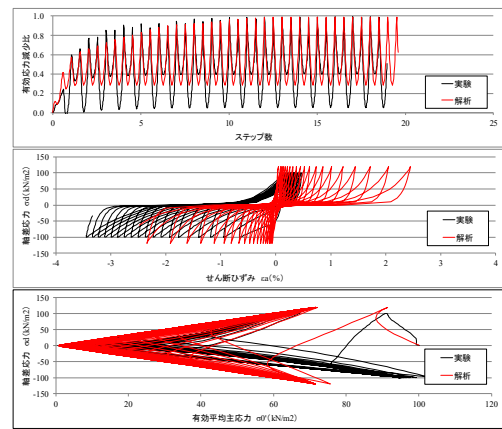 有効応力減少比
1.0
0.8
0.6
0.4
0.2
0.0
0 5 10 15 20 25
ステップ数
実験
解析
軸差応力 σd(kN/m2)
150
100
50
0
-50
-100
-150
-4 -3 -2 -1 0 1 2 3 4
せん断ひずみ εa(%)
実験
解析
軸差応力 σd(kN/m2)
150
100
50
0
-50
-100
-150
0 20 40 60 80 100 120
有効平均主応力 σ0'(kN/m2)
実験
解析